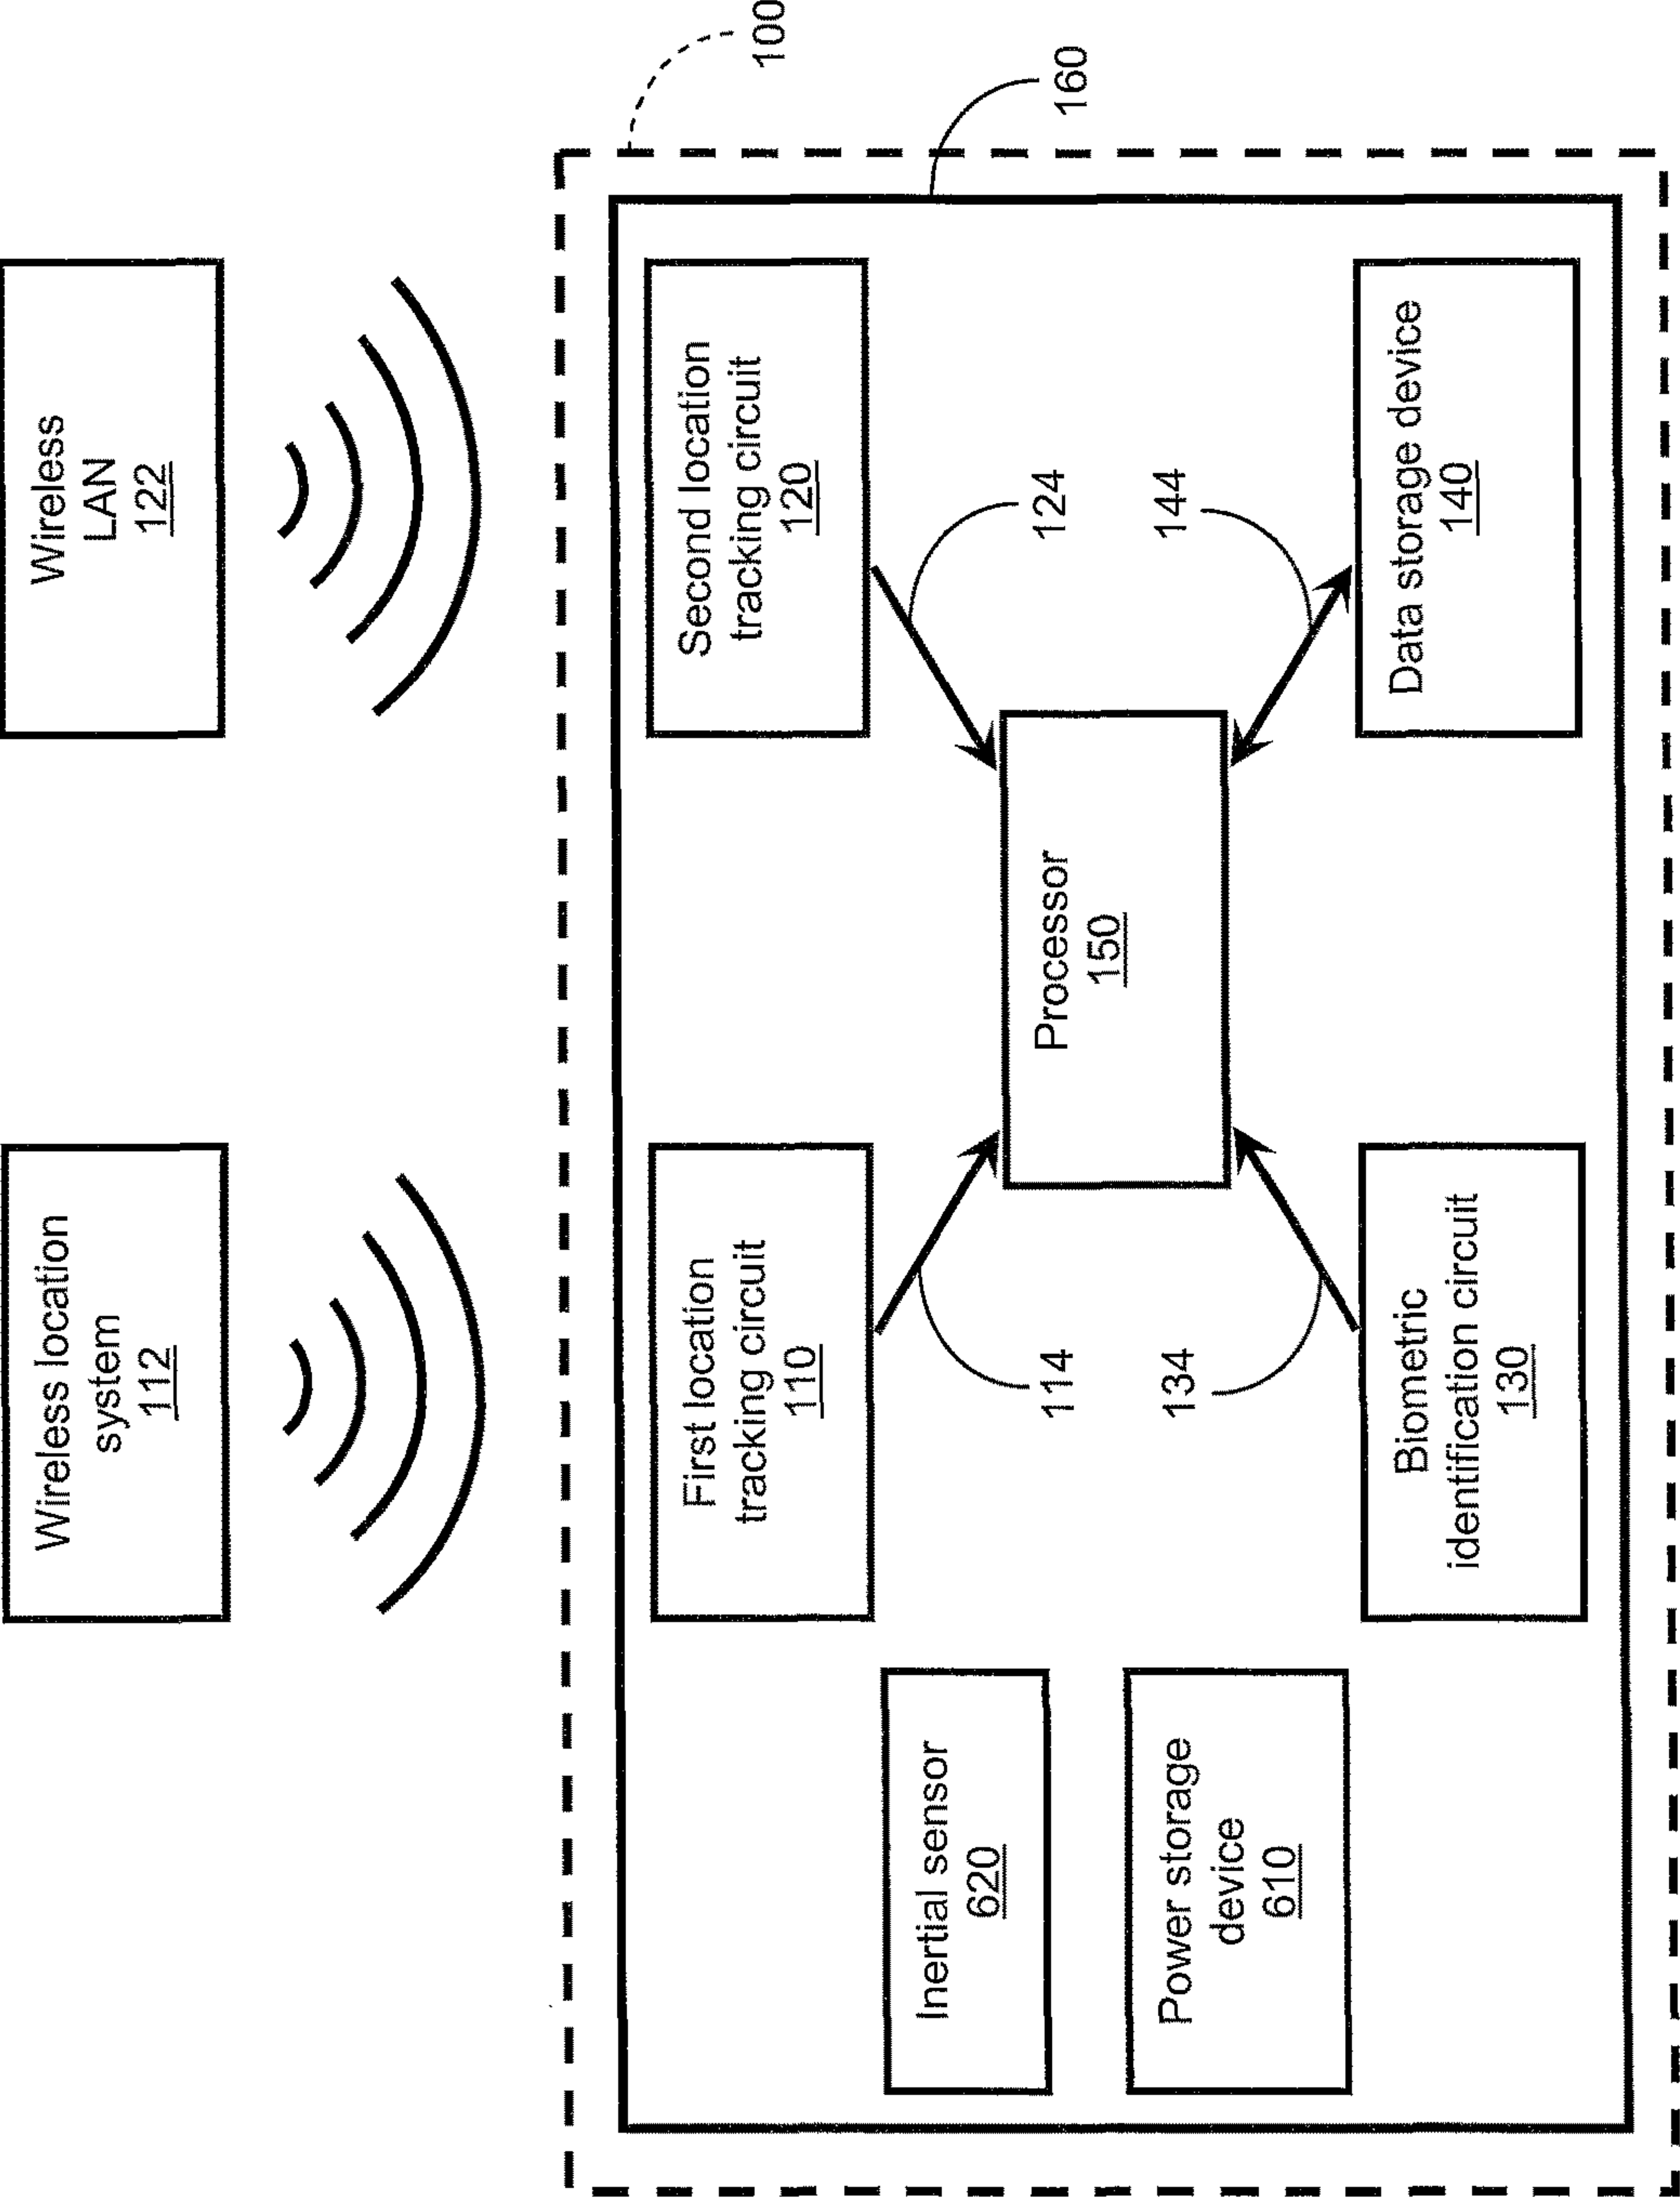 Wireless location
system
112
Wireless
LAN
122
100
160
First location
tracking circuit
110
Second location
tracking circuit
120
Inertial sensor
620
114
124
Processor
150
134
144
Power storage
device
610
Biometric
identification circuit
130
Data storage device
140